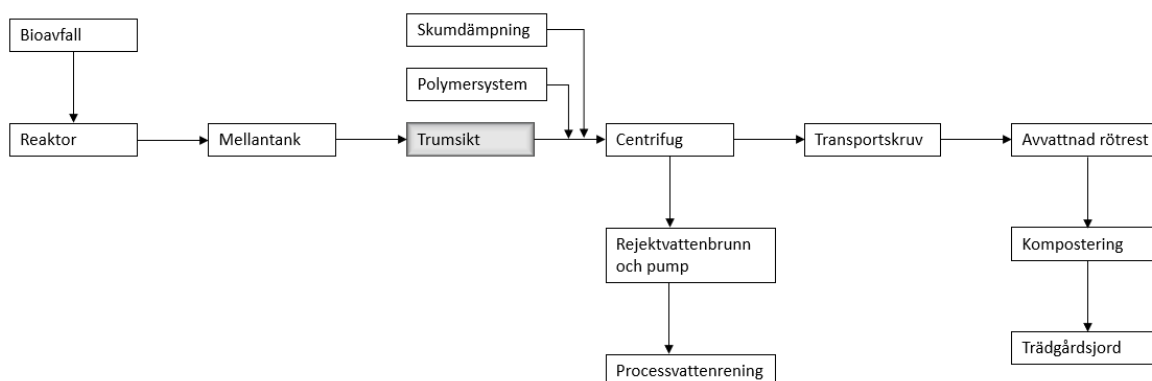 Bioavfall
Skumdämpning
Polymersystem
Reaktor
Mellantank
Trumsikt
Centrifug
Transportskruv
Avvattnad rötrest
Rejektvattenbrunn
och pump
Kompostering
Trädgårdsjord
Processvattenrening